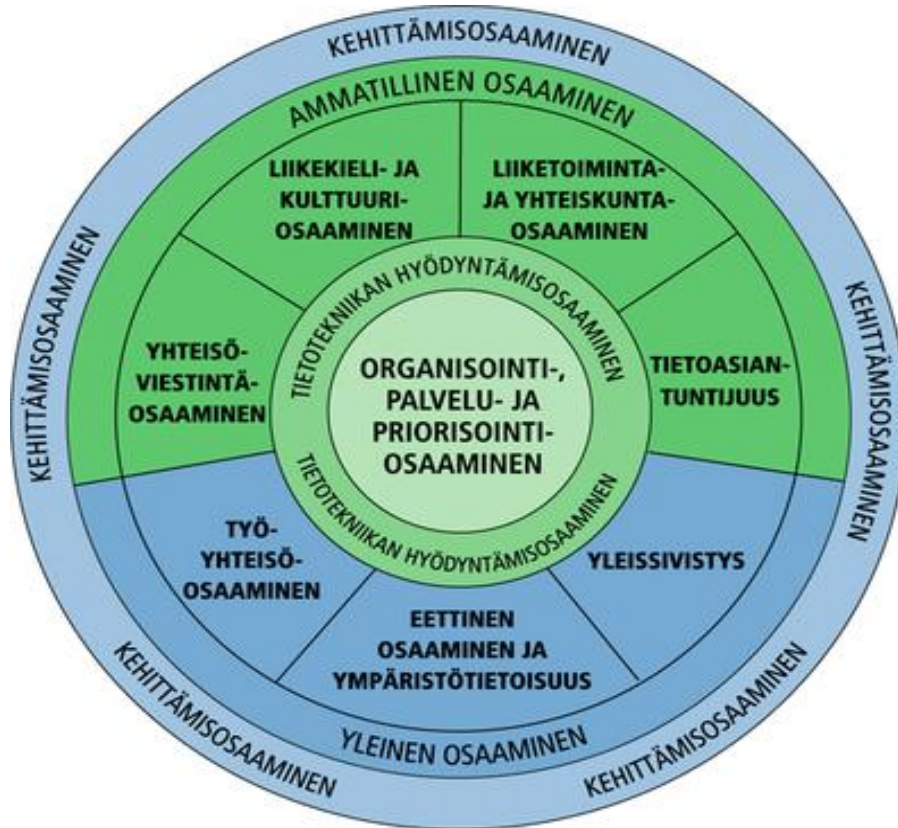 KEHITTÄMISOSAAMINEN
AMMATILLINEN OSAAMINEN
LIIKEKIELI- JA
KULTTUURI-
OSAAMINEN
LIIKETOIMINTA-
JA YHTEISKUNTA-
OSAAMINEN
KEHITTÄMISOSAAMINEN
KEHITTÄMISOSAAMINEN
TIETOTEKNIIKAN HYÖDYNTÄMISOSAAMINEN
YHTEISÖ-
VIESTINTÄ-
OSAAMINEN
ORGANISOINTI-,
PALVELU- JA
PRIORISOINTI-
OSAAMINEN
TIETOASIAN-
TUNTIJUUS
TIETOTEKNIIKAN HYÖDYNTÄMISOSAAMINEN
TYÖ-
YHTEISÖ-
OSAAMINEN
EETTINEN
OSAAMINEN JA
YMPÄRISTÖTIETOISUUS
YLEISSIVISTYS
YLEINEN OSAAMINEN
KEHITTÄMISOSAAMINEN
KEHITTÄMISOSAAMINEN